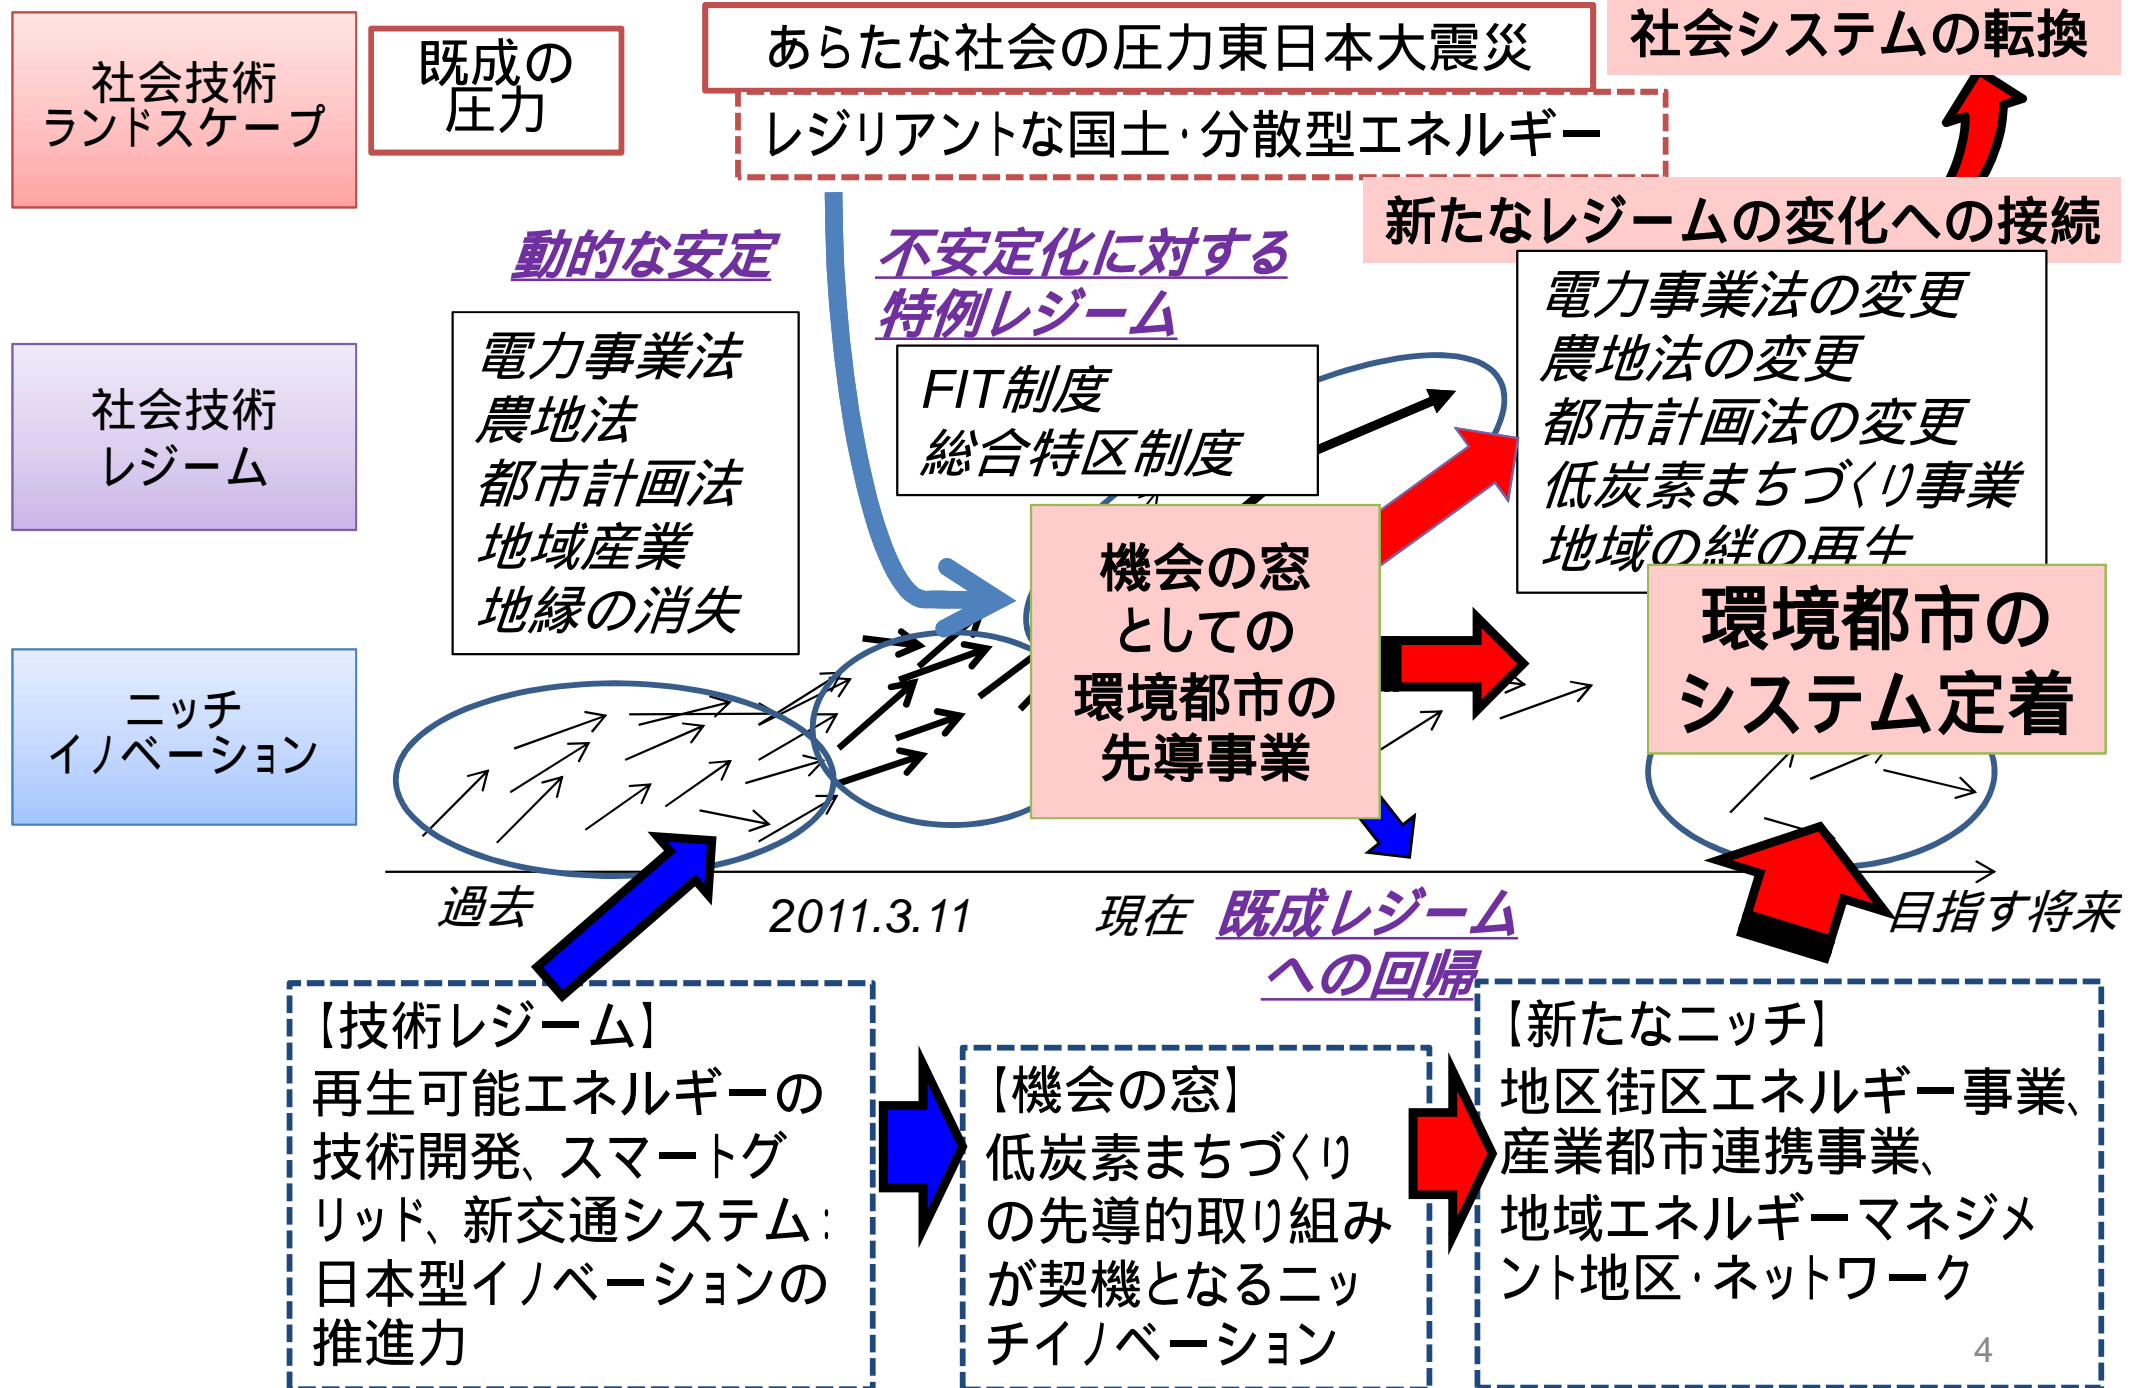 社会技術
ランドスケープ
既成の
圧力
あらたな社会の圧力東日本大震災
レジリアントな国土・分散型エネルギー
社会システムの転換
新たなレジームの変化への接続
動的な安定
不安定化に対する
特例レジーム
社会技術
レジーム
電力事業法
農地法
都市計画法
地域産業
地縁の消失
FIT制度
総合特区制度
電力事業法の変更
農地法の変更
都市計画法の変更
低炭素まちづくり事業
地域の絆の再生
機会の窓
としての
環境都市の
先導事業
環境都市の
システム定着
ニッチ
イノベーション
過去
2011.3.11
現在
既成レジーム
への回帰
目指す将来
【技術レジーム】
再生可能エネルギーの
技術開発、スマートグ
リッド、新交通システム:
日本型イノベーションの
推進力
【機会の窓】
低炭素まちづくり
の先導的取り組み
が契機となるニッ
チイノベーション
【新たなニッチ】
地区街区エネルギー事業、
産業都市連携事業、
地域エネルギーマネジメ
ント地区・ネットワーク
4